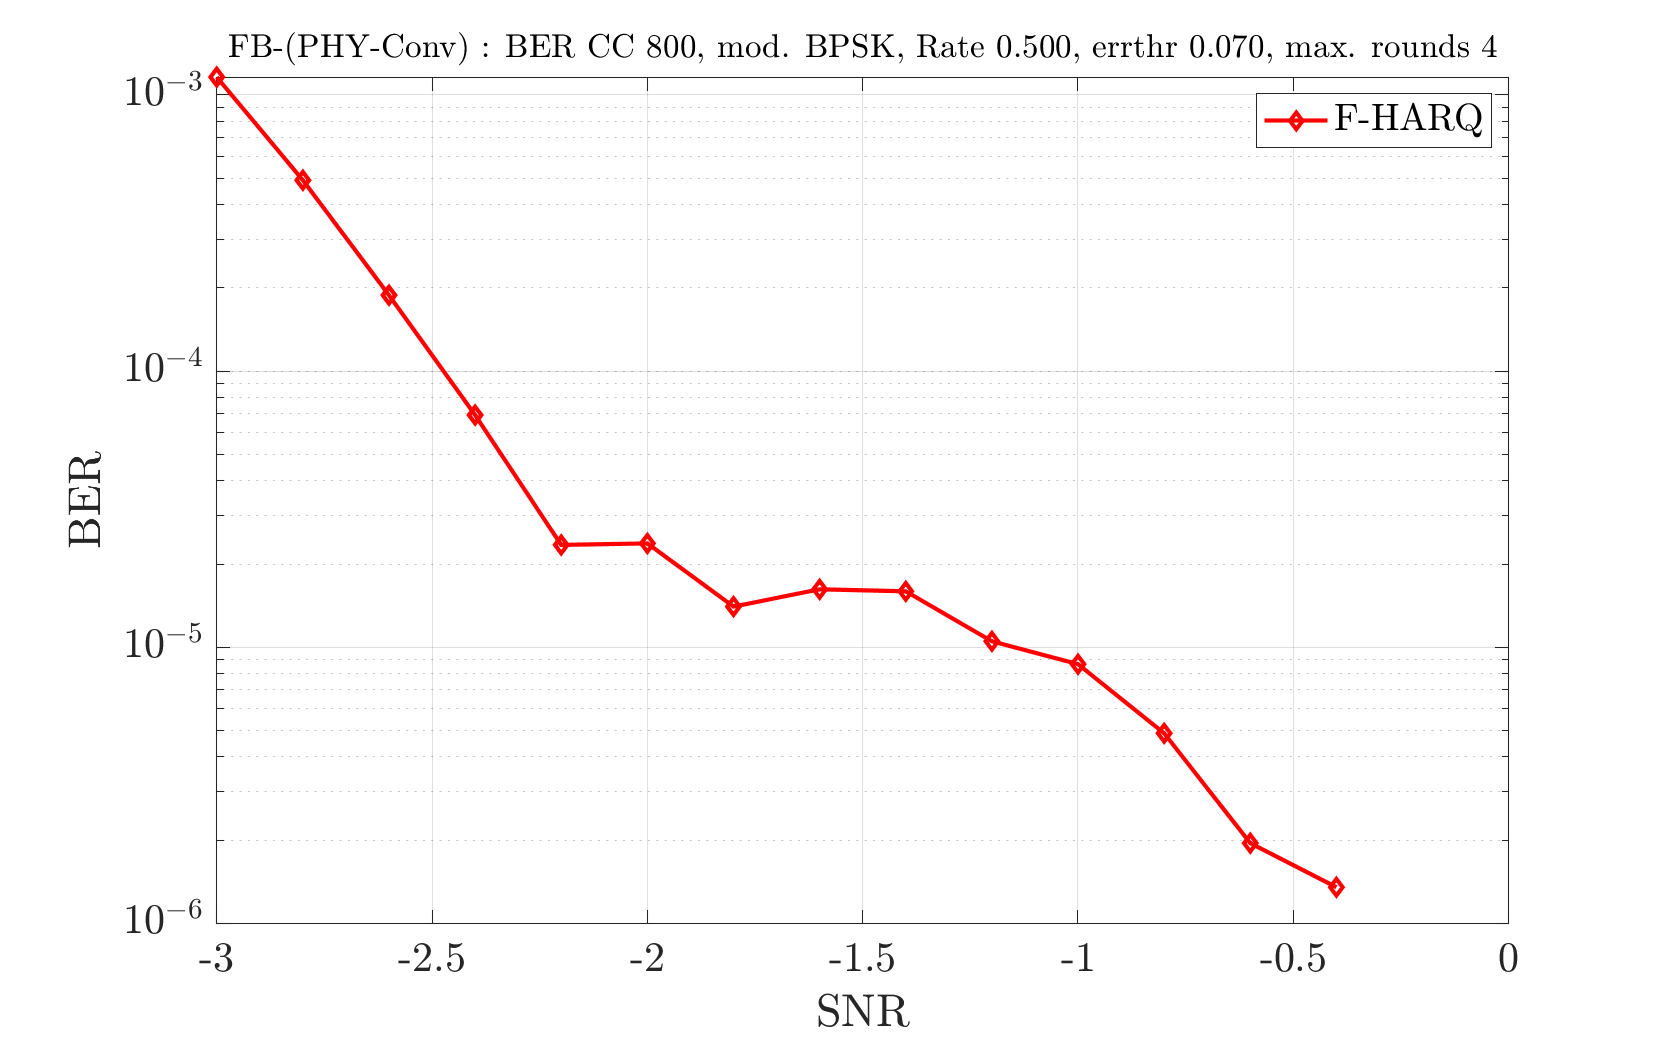 FB-(PHY-Conv) : BER CC 800, mod. BPSK, Rate 0.500, errthr 0.070, max. rounds 4
F-HARQ
BER
10⁻³
10⁻⁴
10⁻⁵
10⁻⁶
-3 -2.5 -2 -1.5 -1 -0.5 0
SNR